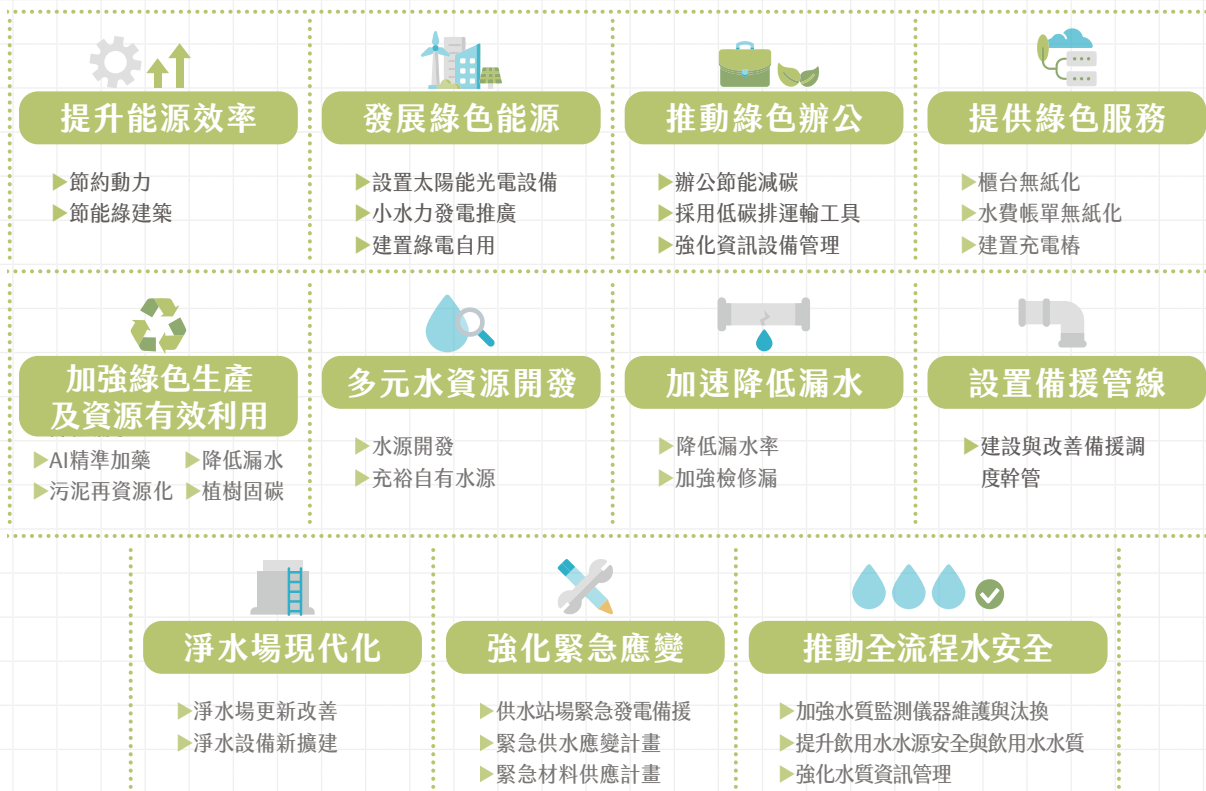 提升能源效率
▶節約動力
▶節能綠建築
發展綠色能源
▶設置太陽能光電設備
▶小水力發電推廣
▶建置綠電自用
推動綠色辦公
▶辦公節能減碳
▶採用低碳排運輸工具
▶強化資訊設備管理
提供綠色服務
▶櫃台無紙化
▶水費帳單無紙化
▶建置充電樁
加強綠色生產
及資源有效利用
▶AI精準加藥 ▶降低漏水
▶污泥再資源化 ▶植樹固碳
多元水資源開發
▶水源開發
▶充裕自有水源
加速降低漏水
▶降低漏水率
▶加強檢修漏
設置備援管線
▶建設與改善備援調
度幹管
淨水場現代化
▶淨水場更新改善
▶淨水設備新擴建
強化緊急應變
▶供水站場緊急發電備援
▶緊急供水應變計畫
▶緊急材料供應計畫
推動全流程水安全
▶加強水質監測儀器維護與汰換
▶提升飲用水水源安全與飲用水水質
▶強化水質資訊管理